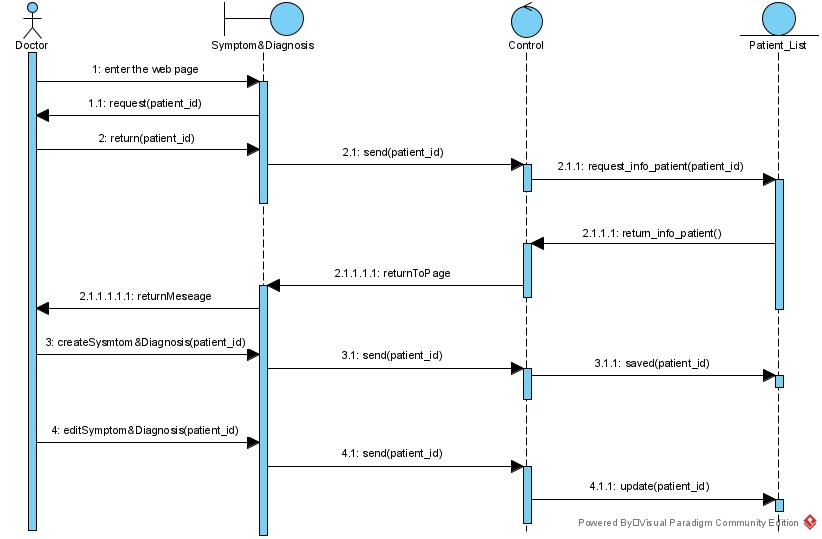 Doctor
Symptom&Diagnosis
Control
Patient_List
1: enter the web page
1.1: request(patient_id)
2: return(patient_id)
2.1: send(patient_id)
2.1.1: request_info_patient(patient_id)
2.1.1.1: return_info_patient()
2.1.1.1.1: returnToPage
2.1.1.1.1.1: returnMeseage
3: createSysmtom&Diagnosis(patient_id)
3.1: send(patient_id)
3.1.1: saved(patient_id)
4: editSymptom&Diagnosis(patient_id)
4.1: send(patient_id)
4.1.1: update(patient_id)
Powered By□Visual Paradigm Community Edition